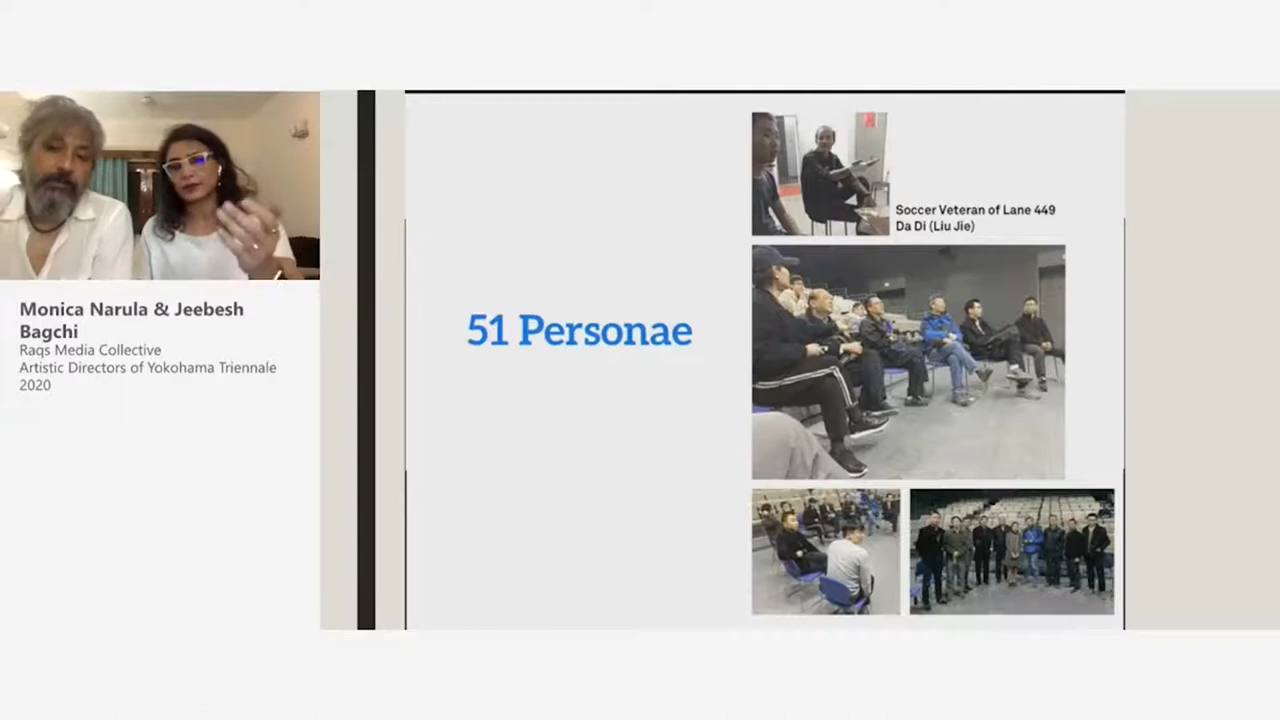 Monica Narula & Jeebesh
Bagchi
Raqs Media Collective
Artistic Directors of Yokohama Triennale
2020
51 Personae
Soccer Veteran of Lane 449
Da Di (Liu Jie)